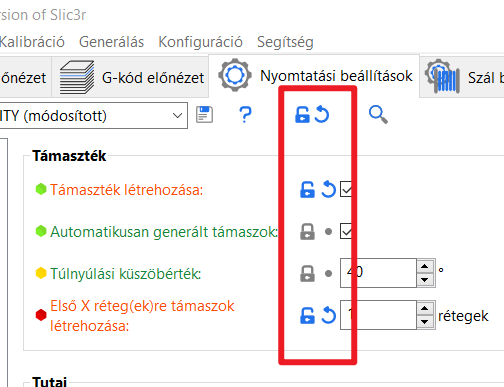 rsion of Slic3r
Kalibráció Generálás Konfiguráció Segítség
őnézet G-kód előnézet Nyomtatási beállítások Szál b
ITY (módosított)
Támaszték
Támaszték létrehozása:
Automatikusan generált támaszok:
Túlnyúlási küszöbérték: 40 °
Első X réteg(ek)re támaszok
létrehozása: 1 rétegek
Tutaj